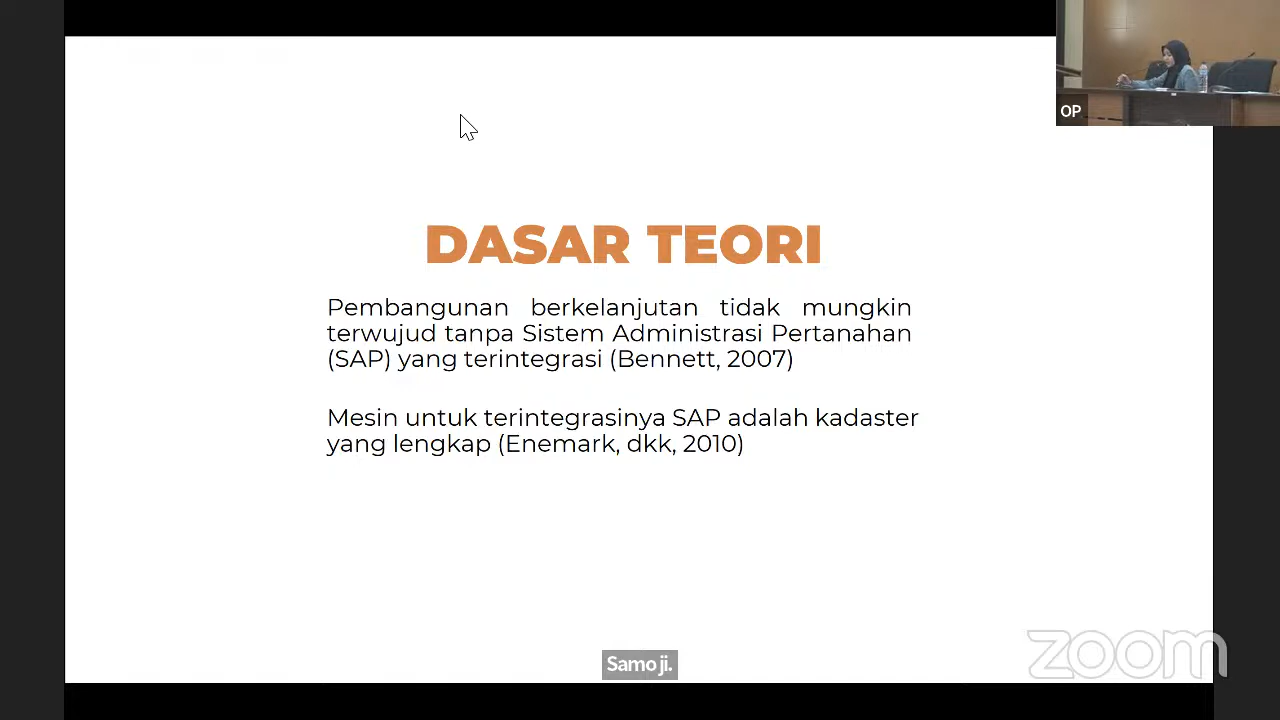 OP
DASAR TEORI
Pembangunan berkelanjutan tidak mungkin
terwujud tanpa Sistem Administrasi Pertanahan
(SAP) yang terintegrasi (Bennett, 2007)
Mesin untuk terintegrasinya SAP adalah kadaster
yang lengkap (Enemark, dkk, 2010)
Samo ji.
zoom